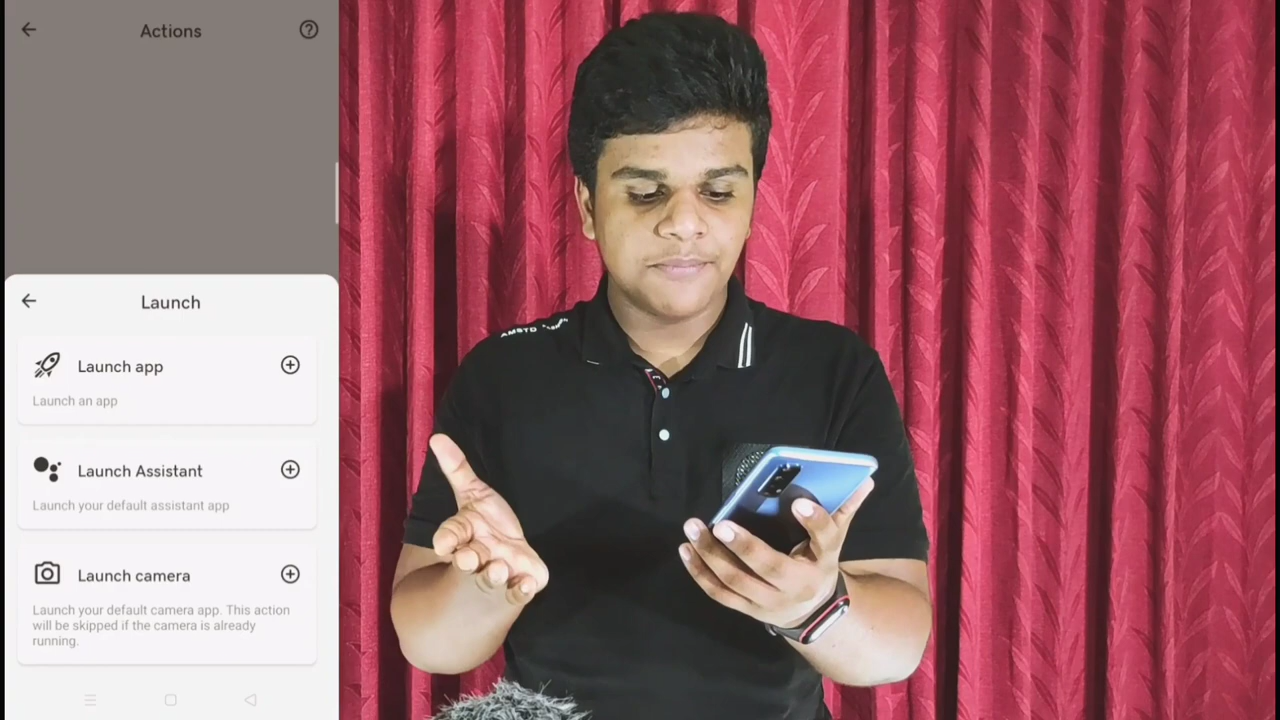 Actions
Launch
Launch app
Launch an app
Launch Assistant
Launch your default assistant app
Launch camera
Launch your default camera app. This action
will be skipped if the camera is already
running.